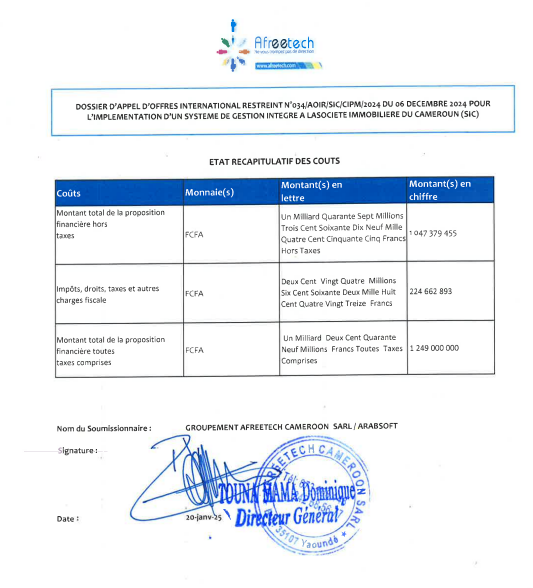 Afreetech
www.afreetech.com
DOSSIER D'APPEL D'OFFRES INTERNATIONAL RESTREINT N°034/AOIR/SIC/CIPM/2024 DU 06 DECEMBRE 2024 POUR
L'IMPLEMENTATION D'UN SYSTEME DE GESTION INTEGRE A LASOCIETE IMMOBILIERE DU CAMEROUN (SIC)
ETAT RECAPITULATIF DES COUTS
Coûts
Monnaie(s)
Montant(s) en
lettre
Montant(s) en
chiffre
Montant total de la proposition
financière hors
taxes
FCFA
Un Milliard Quarante Sept Millions
Trois Cent Soixante Dix Neuf Mille
Quatre Cent Cinquante Cinq Francs
Hors Taxes
1 047 379 455
Impôts, droits, taxes et autres
charges fiscale
FCFA
Deux Cent Vingt Quatre Millions
Six Cent Soixante Deux Mille Huit
Cent Quatre Vingt Treize Francs
224 662 893
Montant total de la proposition
financière toutes
taxes comprises
FCFA
Un Milliard Deux Cent Quarante
Neuf Millions Francs Toutes Taxes
Comprises
1 249 000 000
Nom du Soumissionnaire :
GROUPEMENT AFREETECH CAMEROON SARL / ARABSOFT
Signature :
AFREETECH CAMEROON SARL
TOUNA MAMA Dominique
Directeur Général
35107 Yaoundé
Date :
20-janv-25